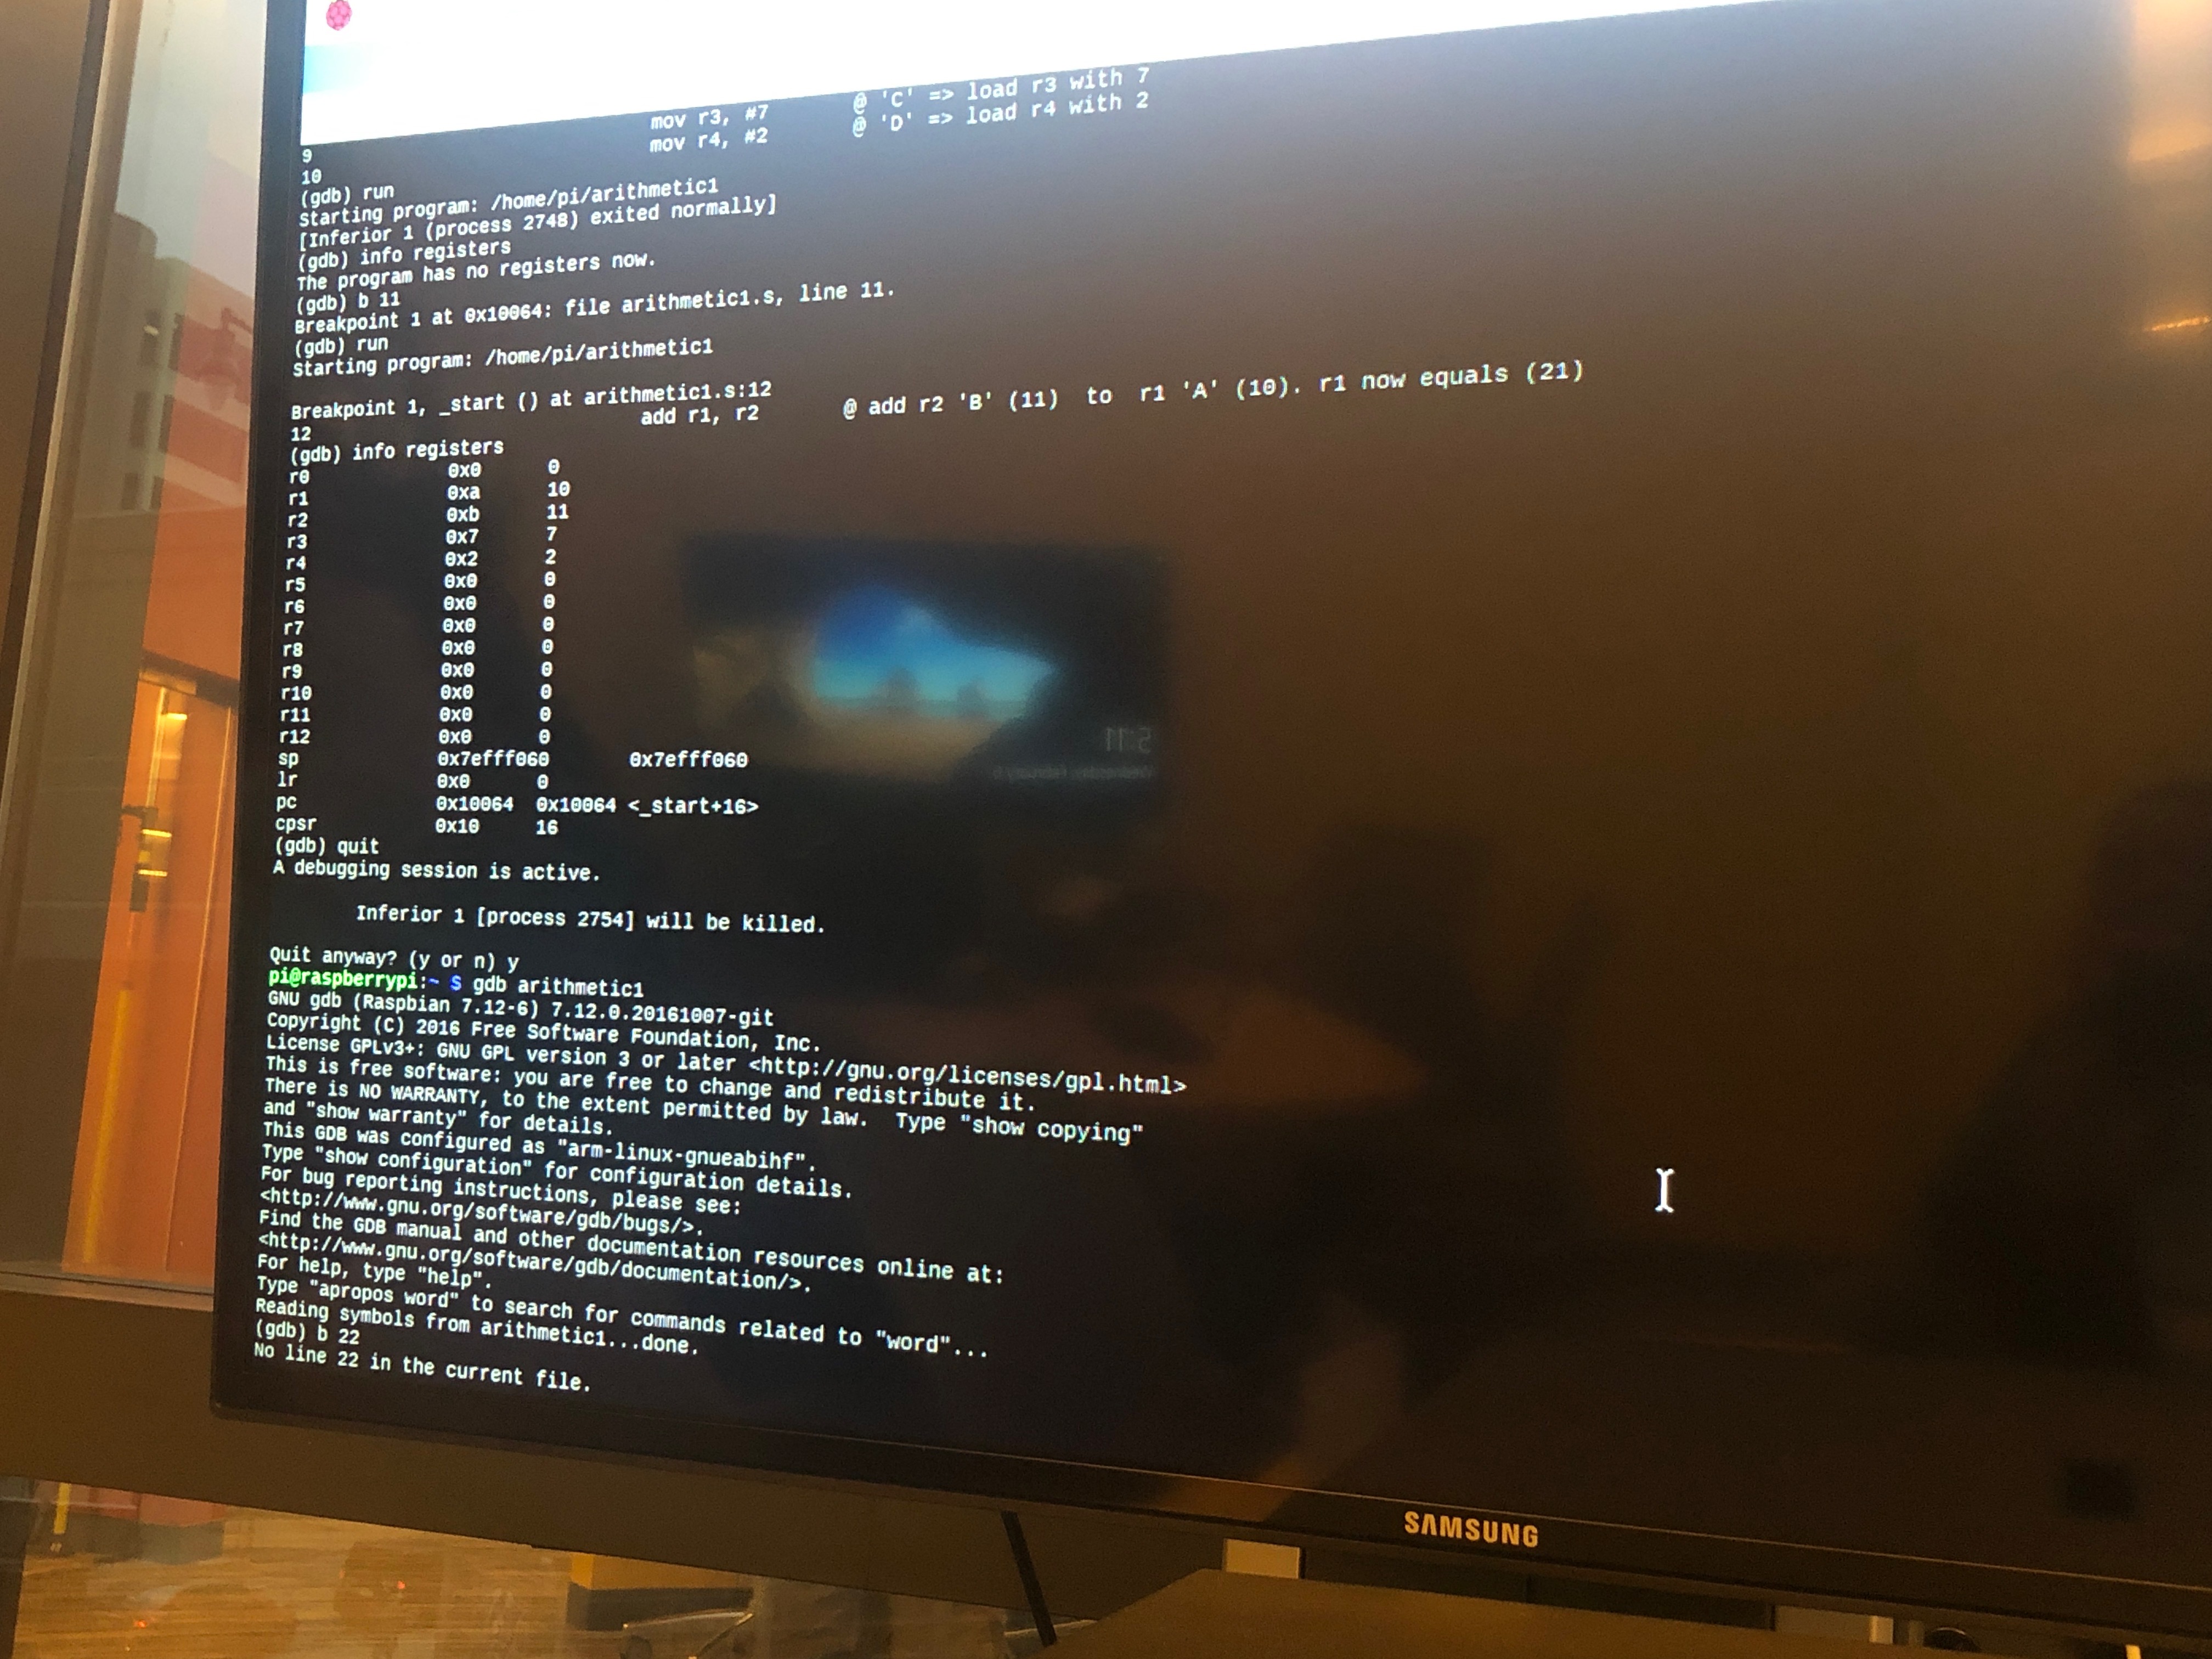 mov r3, #7 @ 'C' => load r3 with 7
mov r4, #2 @ 'D' => load r4 with 2
9
10
(gdb) run
Starting program: /home/pi/arithmetic1
[Inferior 1 (process 2748) exited normally]
(gdb) info registers
The program has no registers now.
(gdb) b 11
Breakpoint 1 at 0x10064: file arithmetic1.s, line 11.
(gdb) run
Starting program: /home/pi/arithmetic1
Breakpoint 1, _start () at arithmetic1.s:12
12 add r1, r2 @ add r2 'B' (11) to r1 'A' (10). r1 now equals (21)
(gdb) info registers
r0 0x0 0
r1 0xa 10
r2 0xb 11
r3 0x7 7
r4 0x2 2
r5 0x0 0
r6 0x0 0
r7 0x0 0
r8 0x0 0
r9 0x0 0
r10 0x0 0
r11 0x0 0
r12 0x0 0
sp 0x7efff060 0x7efff060
lr 0x0 0
pc 0x10064 0x10064 <_start+16>
cpsr 0x10 16
(gdb) quit
A debugging session is active.
Inferior 1 [process 2754] will be killed.
Quit anyway? (y or n) y
pi@raspberrypi:~ $ gdb arithmetic1
GNU gdb (Raspbian 7.12-6) 7.12.0.20161007-git
Copyright (C) 2016 Free Software Foundation, Inc.
License GPLv3+: GNU GPL version 3 or later <http://gnu.org/licenses/gpl.html>
This is free software: you are free to change and redistribute it.
There is NO WARRANTY, to the extent permitted by law. Type "show copying"
and "show warranty" for details.
This GDB was configured as "arm-linux-gnueabihf".
Type "show configuration" for configuration details.
For bug reporting instructions, please see:
<http://www.gnu.org/software/gdb/bugs/>.
Find the GDB manual and other documentation resources online at:
<http://www.gnu.org/software/gdb/documentation/>.
For help, type "help".
Type "apropos word" to search for commands related to "word"...
Reading symbols from arithmetic1...done.
(gdb) b 22
No line 22 in the current file.
SAMSUNG
5:11